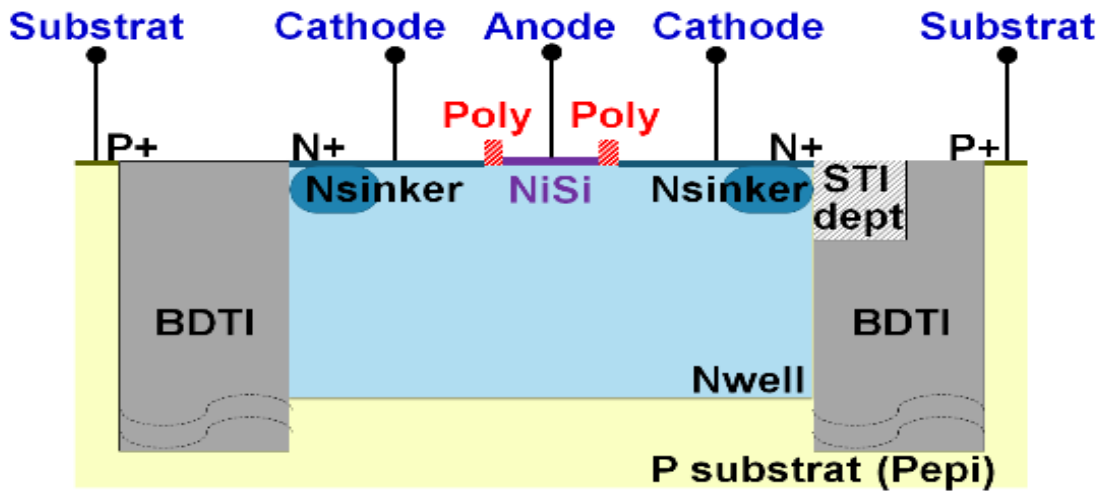 Substrat Cathode Anode Cathode Substrat
Poly Poly
P+ N+ N+ P+
Nsinker NiSi Nsinker STI
dept
BDTI BDTI
Nwell
P substrat (Pepi)